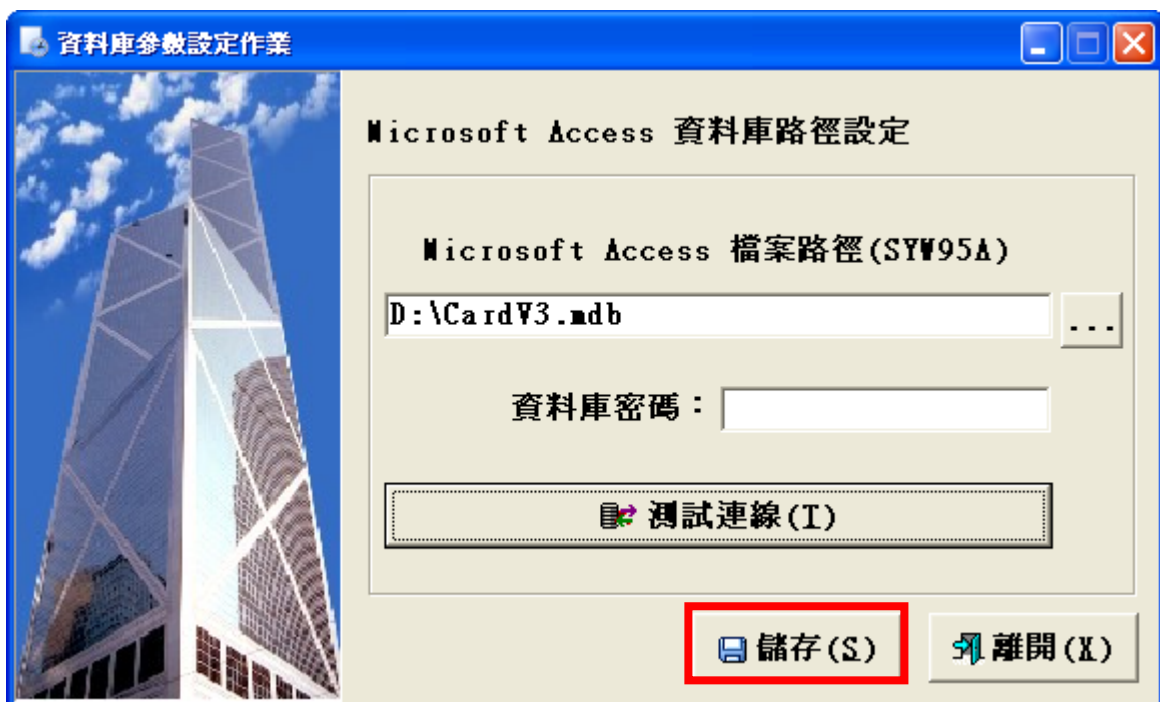 資料庫參數設定作業
Microsoft Access 資料庫路徑設定
Microsoft Access 檔案路徑(SYW95A)
D:\CardV3.mdb
...
資料庫密碼：
測試連線(T)
儲存(S)
離開(X)